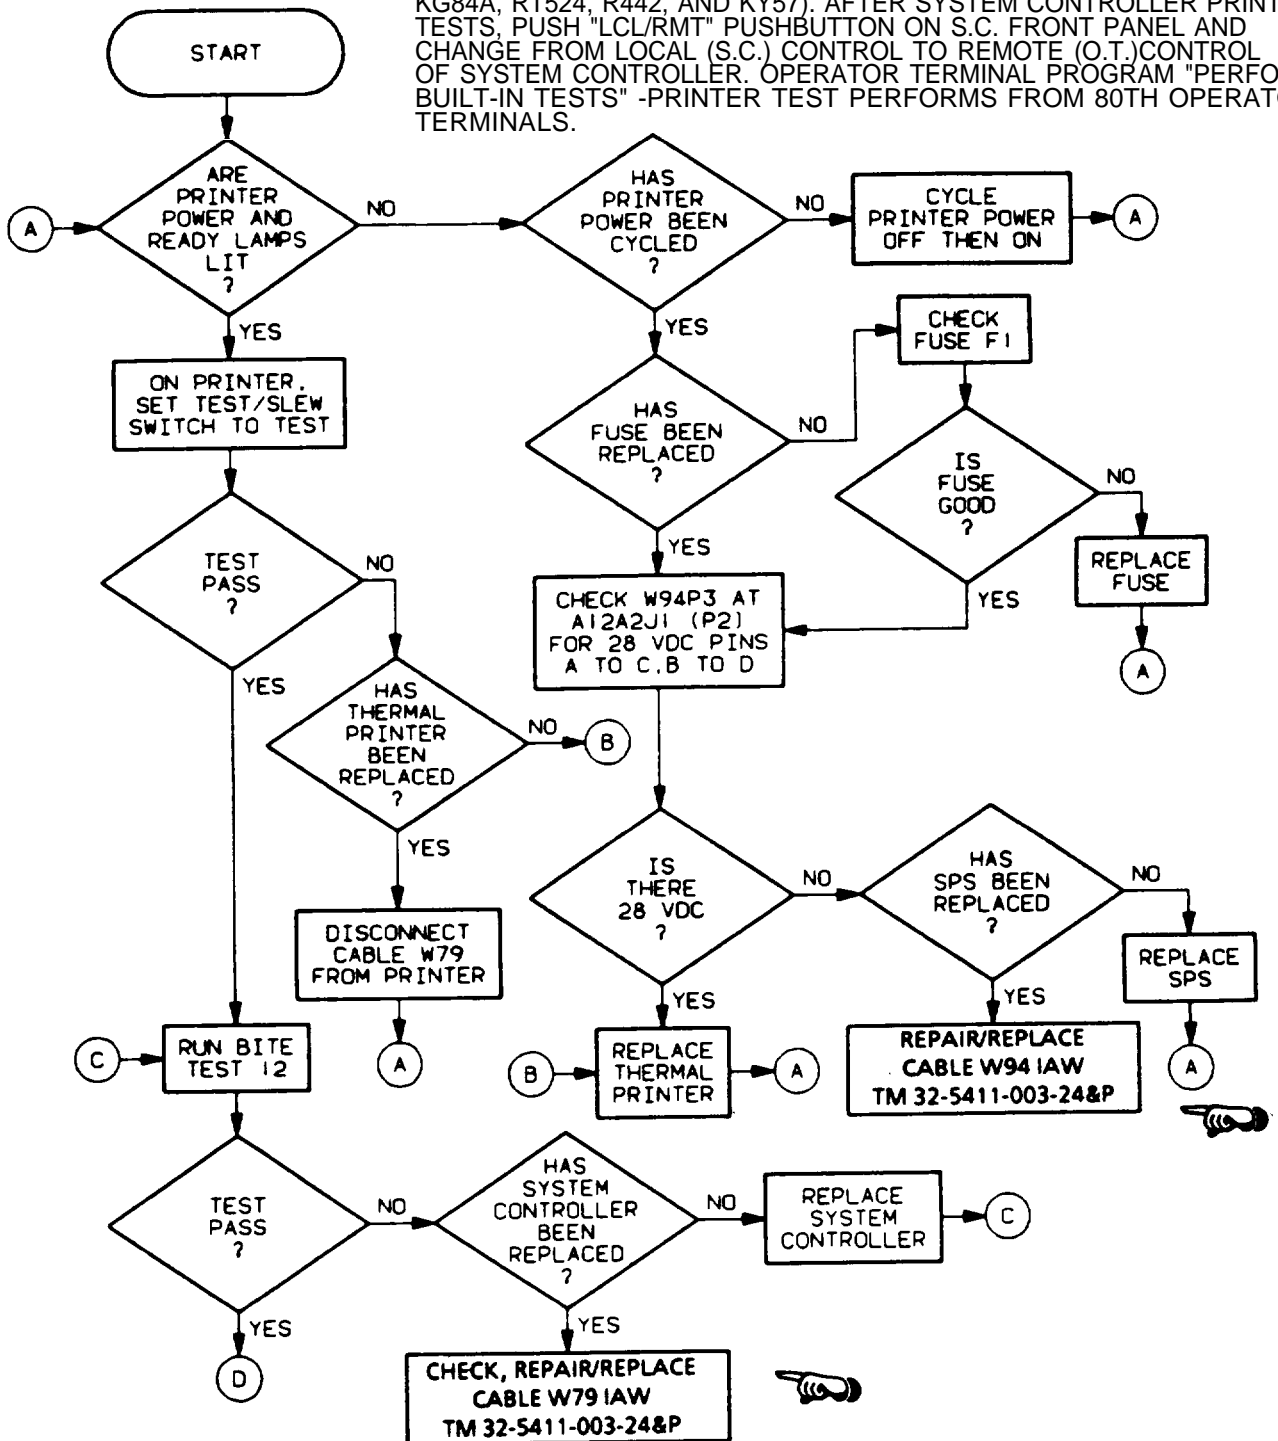 KG84A, RT524, R442, AND KY57). AFTER SYSTEM CONTROLLER PRINT
TESTS, PUSH "LCL/RMT" PUSHBUTTON ON S.C. FRONT PANEL AND
CHANGE FROM LOCAL (S.C.) CONTROL TO REMOTE (O.T.)CONTROL
OF SYSTEM CONTROLLER. OPERATOR TERMINAL PROGRAM "PERFO
BUILT-IN TESTS" -PRINTER TEST PERFORMS FROM 80TH OPERATO
TERMINALS.
START
A
ARE
PRINTER
POWER AND
READY LAMPS
LIT
?
NO
YES
HAS
PRINTER
POWER BEEN
CYCLED
?
NO
YES
CYCLE
PRINTER POWER
OFF THEN ON
A
ON PRINTER,
SET TEST/SLEW
SWITCH TO TEST
HAS
FUSE BEEN
REPLACED
?
NO
YES
CHECK
FUSE F1
IS
FUSE
GOOD
?
NO
YES
REPLACE
FUSE
A
TEST
PASS
?
NO
YES
CHECK W94P3 AT
A12A2J1 (P2)
FOR 28 VDC PINS
A TO C,B TO D
HAS
THERMAL
PRINTER
BEEN
REPLACED
?
NO
B
YES
DISCONNECT
CABLE W79
FROM PRINTER
A
IS
THERE
28 VDC
?
NO
YES
HAS
SPS BEEN
REPLACED
?
NO
YES
REPLACE
SPS
A
B
REPLACE
THERMAL
PRINTER
A
REPAIR/REPLACE
CABLE W94 IAW
TM 32-5411-003-24&P
C
RUN BITE
TEST 12
TEST
PASS
?
NO
YES
D
HAS
SYSTEM
CONTROLLER
BEEN
REPLACED
?
NO
YES
REPLACE
SYSTEM
CONTROLLER
C
CHECK, REPAIR/REPLACE
CABLE W79 IAW
TM 32-5411-003-24&P